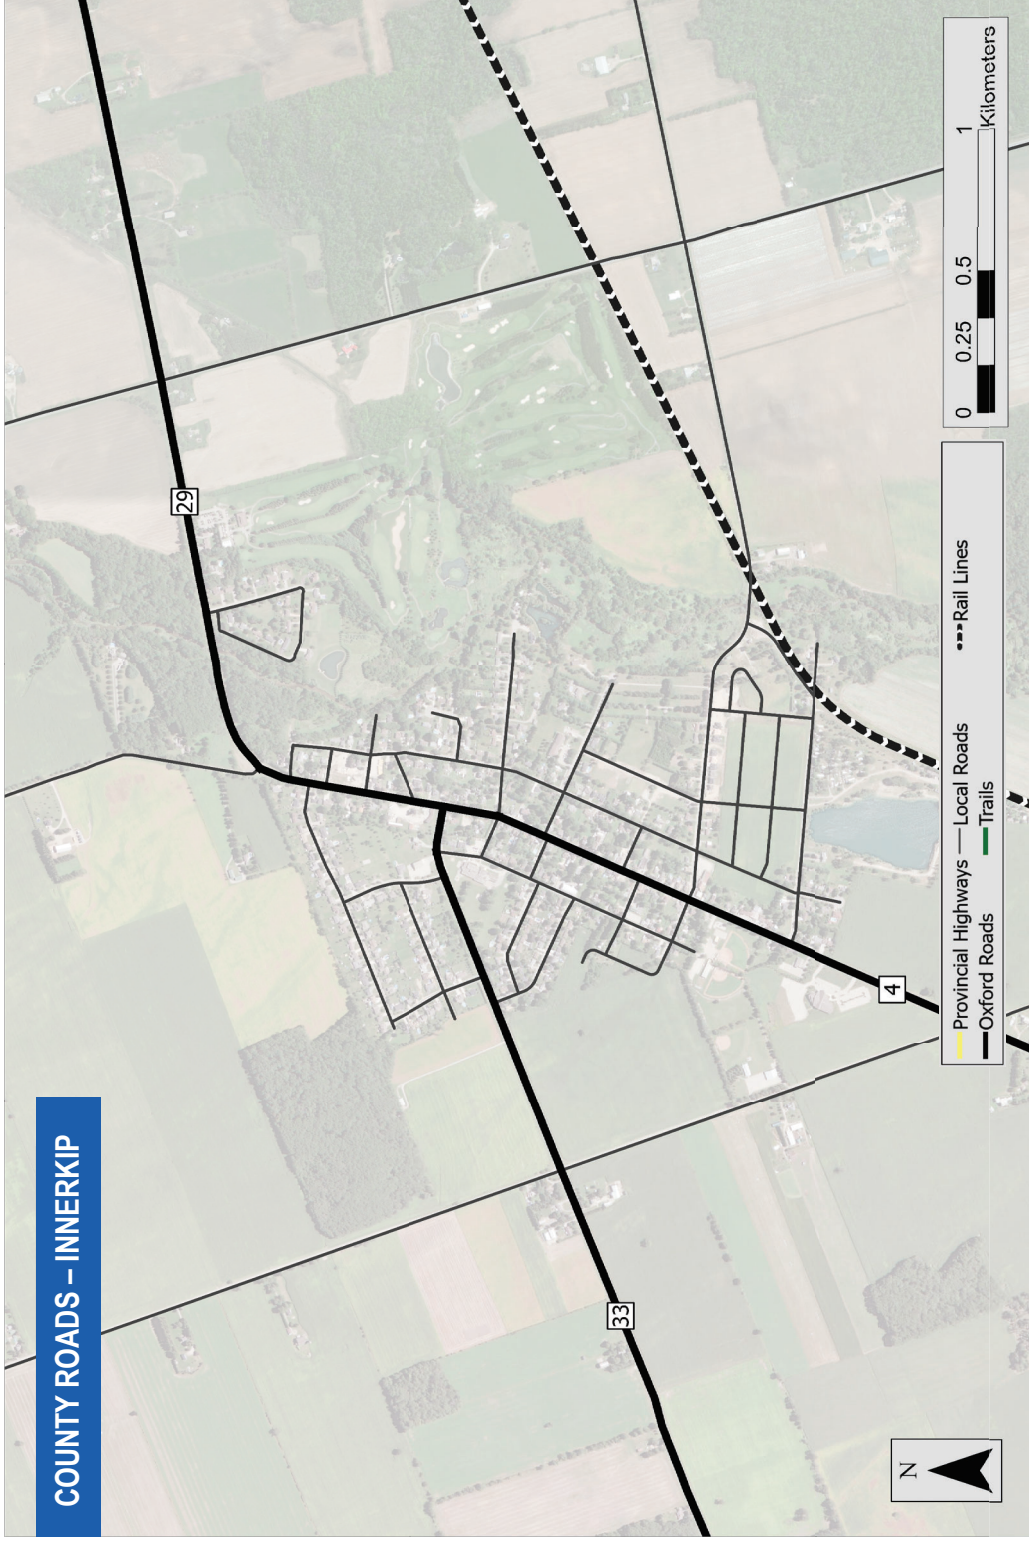 COUNTY ROADS – INNERKIP
29
33
4
N
Provincial Highways
Local Roads
Rail Lines
Oxford Roads
Trails
0 0.25 0.5 1
Kilometers